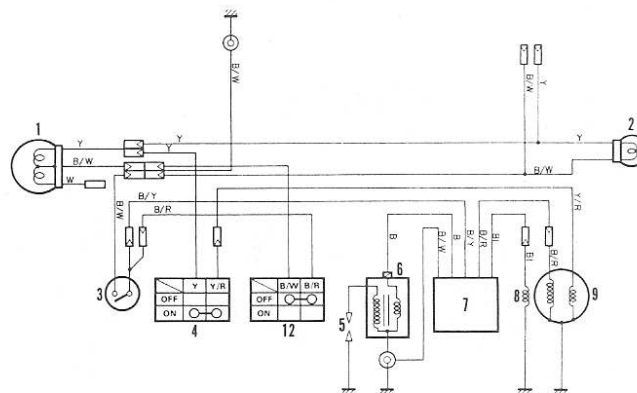 B/W
B/W
Y
1
Y
Y
Y
Y
2
B/W
B/W
W
B/Y
B/R
B/W
Y/R
B
B/W
B
B/Y
B/R
Bl
Bl
B/R
3
Y Y/R
OFF
ON
4
B/W B/R
OFF
ON
12
5
6
7
8
9